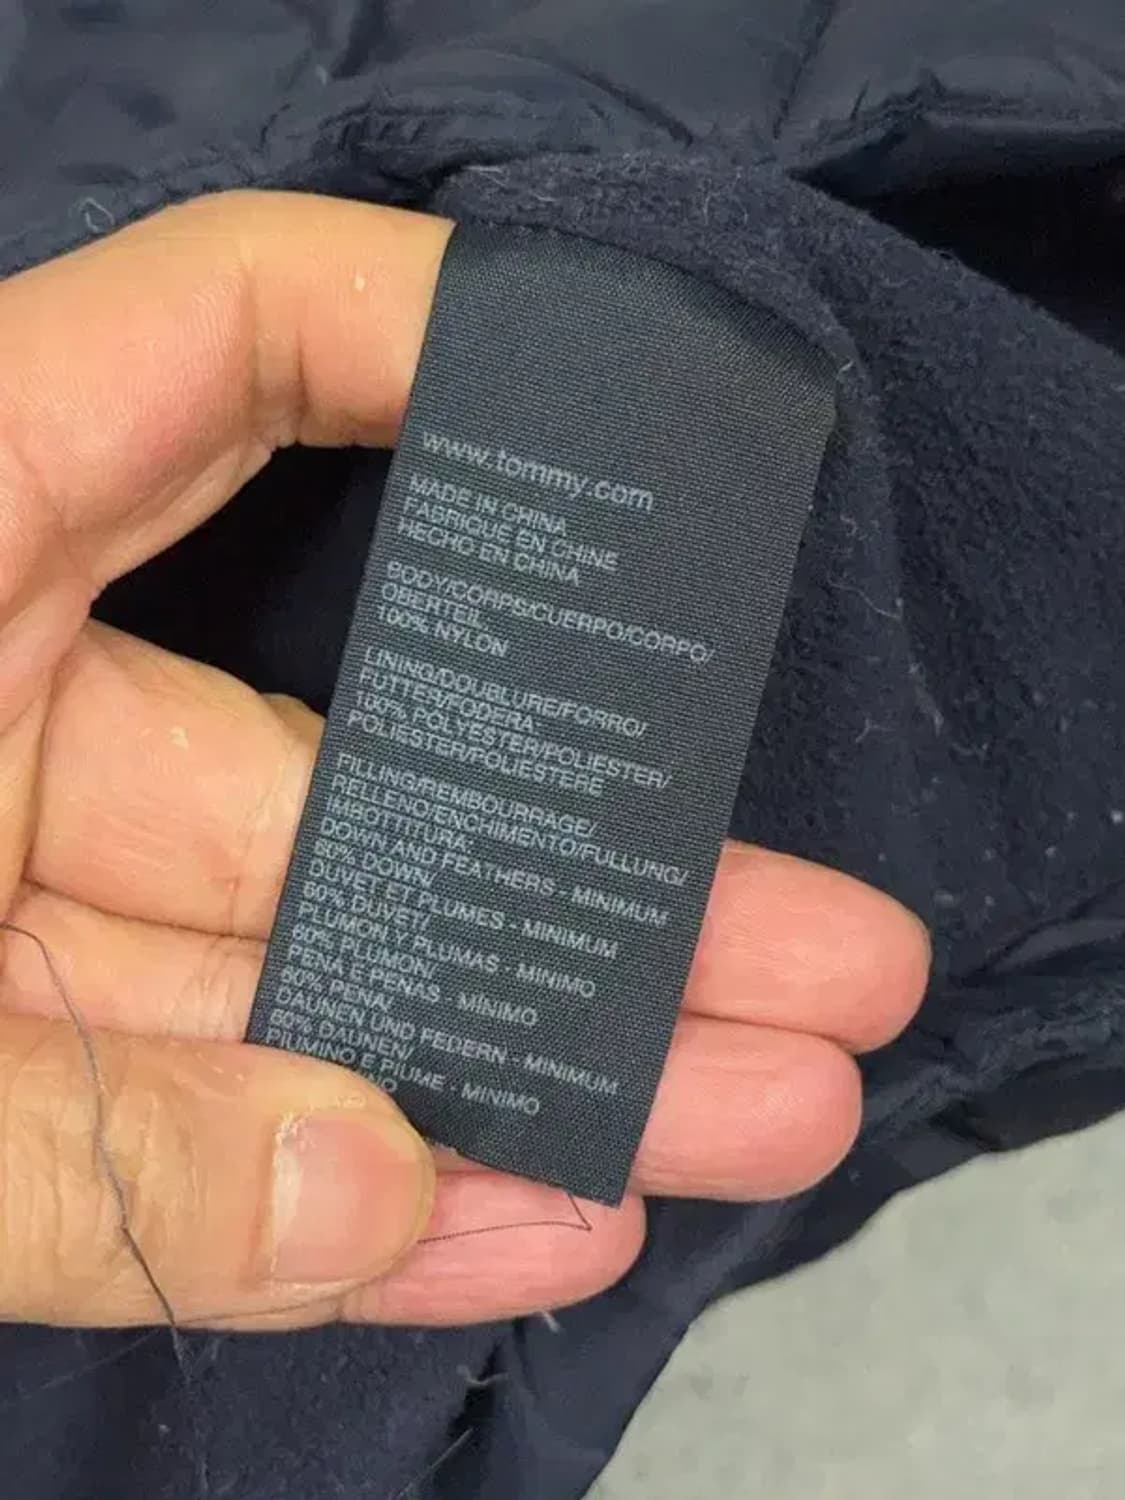 www.tommy.com
MADE IN CHINA
FABRIQUE EN CHINE
HECHO EN CHINA
BODY/CORPS/CUERPO/CORPO/
OBERTEIL
100% NYLON
LINING/DOUBLURE/FORRO/
FUTTER/FODERA
100% POLYESTER/POLIESTER/
POLIESTER/POLIESTERE
FILLING/REMBOURRAGE/
RELLENO/ENCHIMENTO/FULLUNG/
IMBOTTITURA:
DOWN AND FEATHERS - MINIMUM
60% DOWN/
DUVET ET PLUMES - MINIMUM
60% DUVET/
PLUMON Y PLUMAS - MINIMO
60% PLUMON/
PENA E PENAS - MINIMO
60% PENA/
DAUNEN UND FEDERN - MINIMUM
60% DAUNEN/
PIUMINO E PIUME - MINIMO